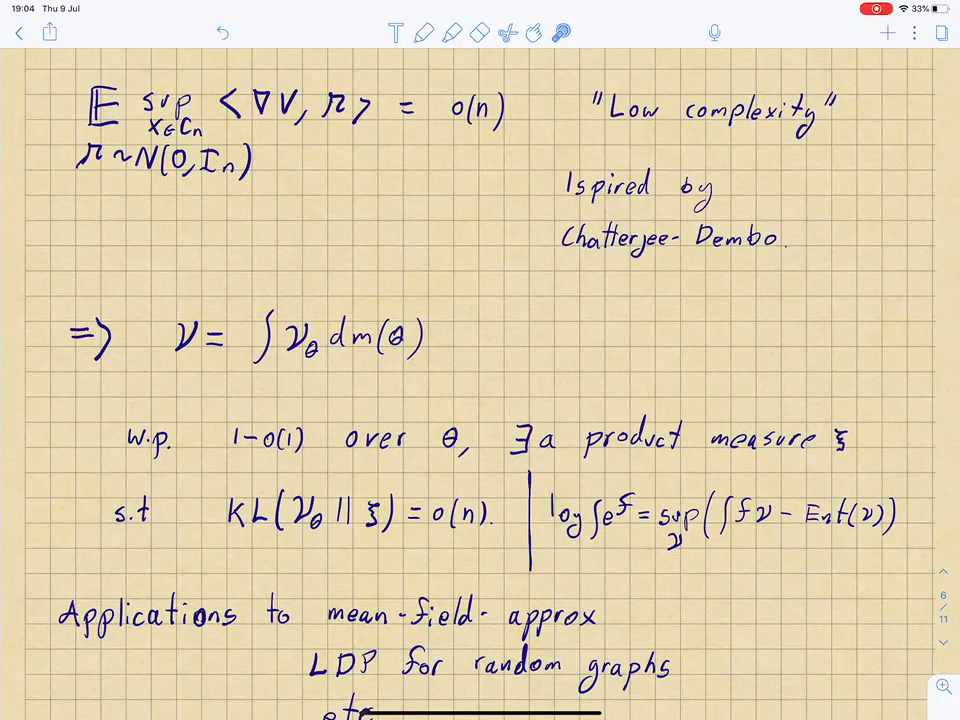 19:04 Thu 9 Jul
33%
𝔼 sup < ∇V, Γ > = o(n) "Low complexity"
x∈Cn
Γ ~ N(0, In)
Ispired by
Chatterjee-Dembo.
=> ν = ∫ νθ dm(θ)
w.p. 1-o(1) over θ, ∃ a product measure ξ
s.t KL(νθ || ξ) = o(n). | log ∫ e^f = sup_ν (∫ f ν - Ent(ν))
Applications to mean-field-approx
LDP for random graphs
etc
6
/
11